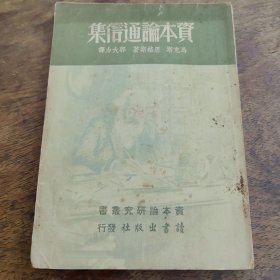 資本論通信集
馬克斯 恩格斯著 郭大力譯
資本論研究叢書
讀書出版社發行